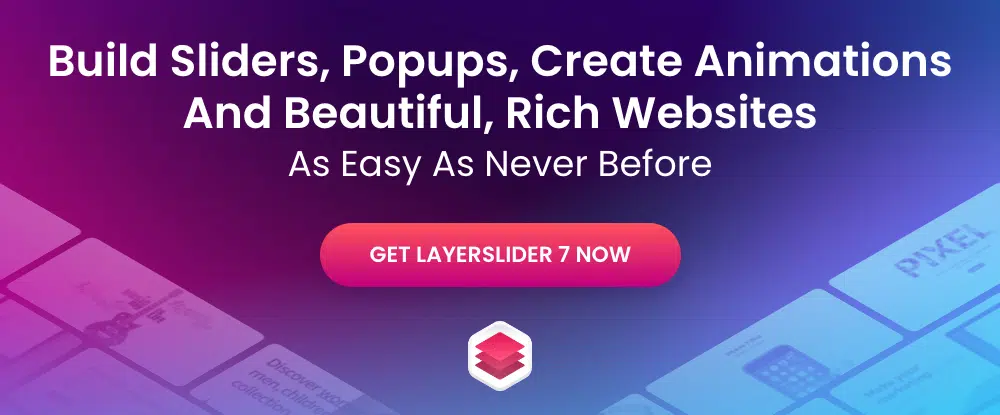 Build Sliders, Popups, Create Animations
And Beautiful, Rich Websites
As Easy As Never Before
GET LAYERSLIDER 7 NOW
PIXEL
Discover
men, children
collection